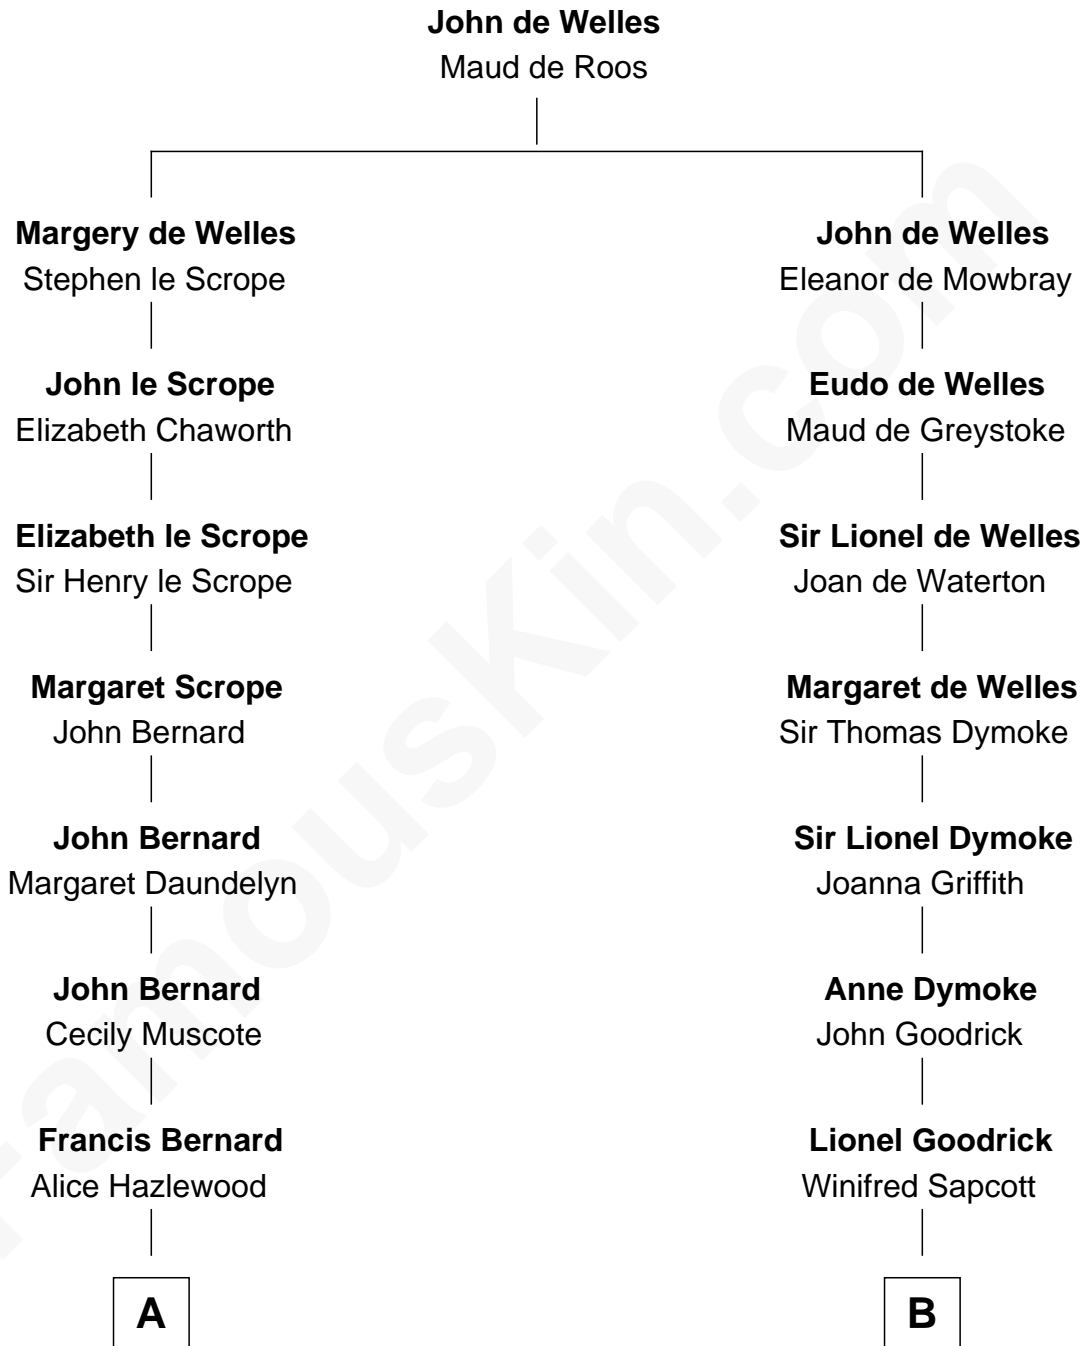 John de Welles
Maud de Roos
Margery de Welles
Stephen le Scrope
John de Welles
Eleanor de Mowbray
John le Scrope
Elizabeth Chaworth
Eudo de Welles
Maud de Greystoke
Elizabeth le Scrope
Sir Henry le Scrope
Sir Lionel de Welles
Joan de Waterton
Margaret Scrope
John Bernard
Margaret de Welles
Sir Thomas Dymoke
John Bernard
Margaret Daundelyn
Sir Lionel Dymoke
Joanna Griffith
John Bernard
Cecily Muscote
Anne Dymoke
John Goodrick
Francis Bernard
Alice Hazlewood
Lionel Goodrick
Winifred Sapcott
A
B
FamousKin.com